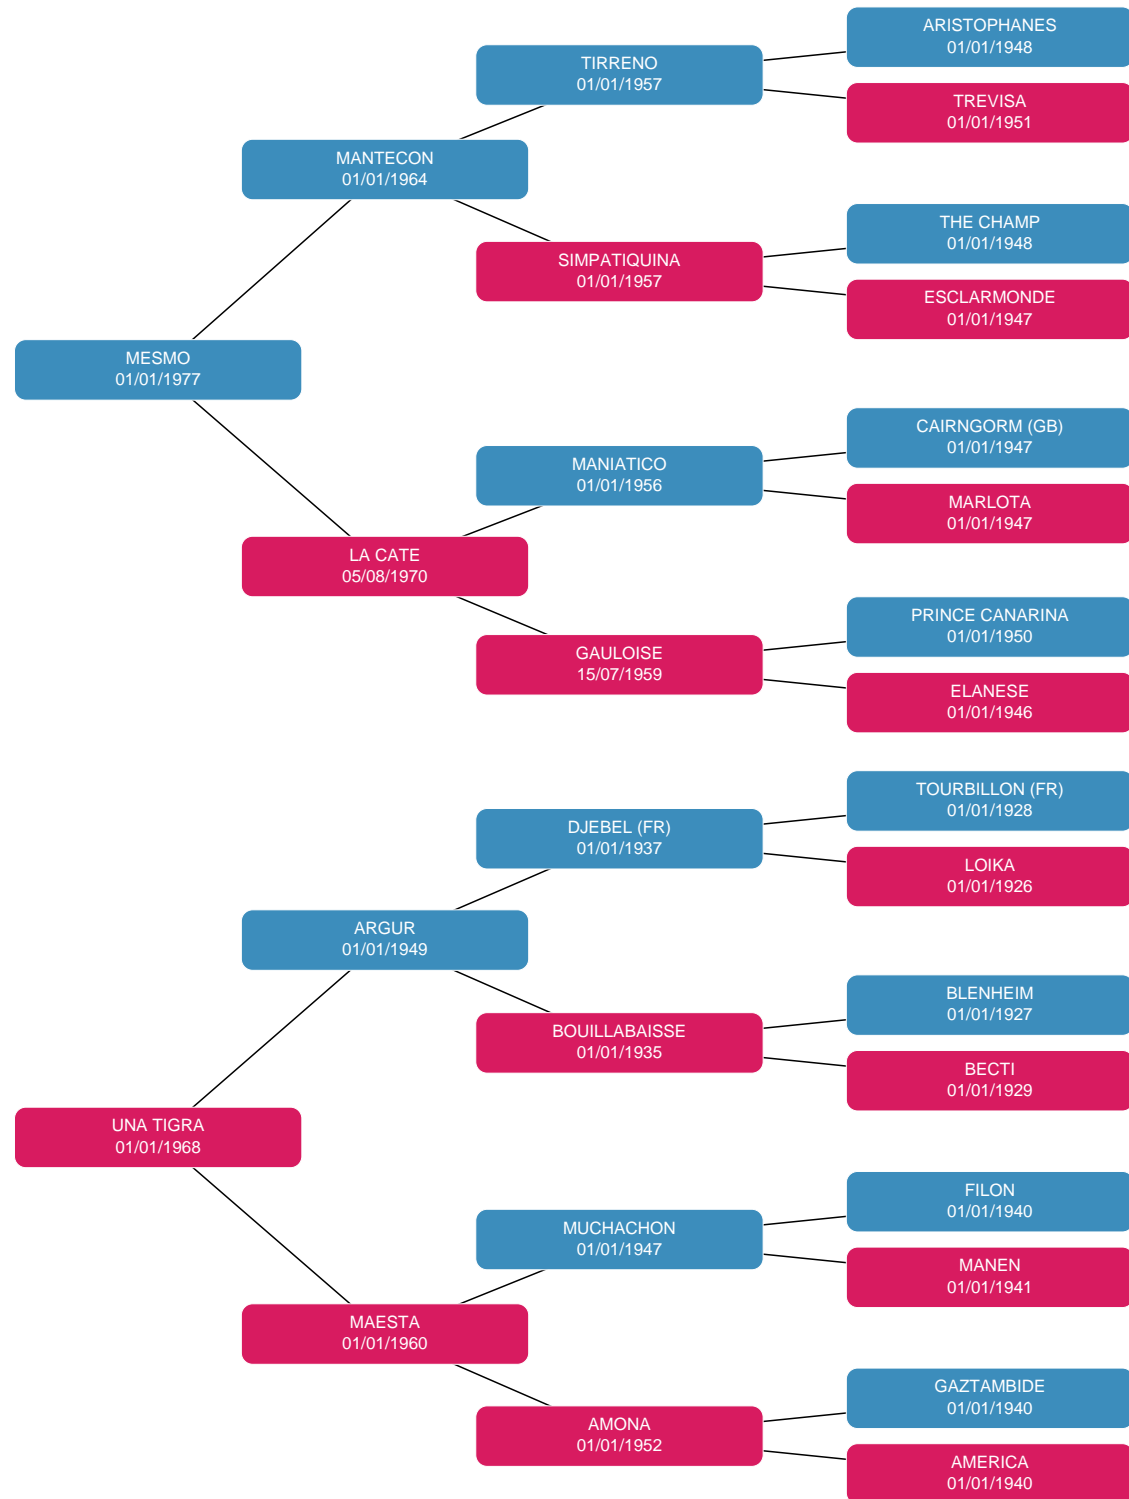 ARISTOPHANES
01/01/1948
TIRRENO
01/01/1957
TREVISA
01/01/1951
MANTECON
01/01/1964
THE CHAMP
01/01/1948
SIMPATIQUINA
01/01/1957
ESCLARMONDE
01/01/1947
MESMO
01/01/1977
CAIRNGORM (GB)
01/01/1947
MANIATICO
01/01/1956
MARLOTA
01/01/1947
LA CATE
05/08/1970
PRINCE CANARINA
01/01/1950
GAULOISE
15/07/1959
ELANESE
01/01/1946
TOURBILLON (FR)
01/01/1928
DJEBEL (FR)
01/01/1937
LOIKA
01/01/1926
ARGUR
01/01/1949
BLENHEIM
01/01/1927
BOUILLABAISSE
01/01/1935
BECTI
01/01/1929
UNA TIGRA
01/01/1968
FILON
01/01/1940
MUCHACHON
01/01/1947
MANEN
01/01/1941
MAESTA
01/01/1960
GAZTAMBIDE
01/01/1940
AMONA
01/01/1952
AMERICA
01/01/1940